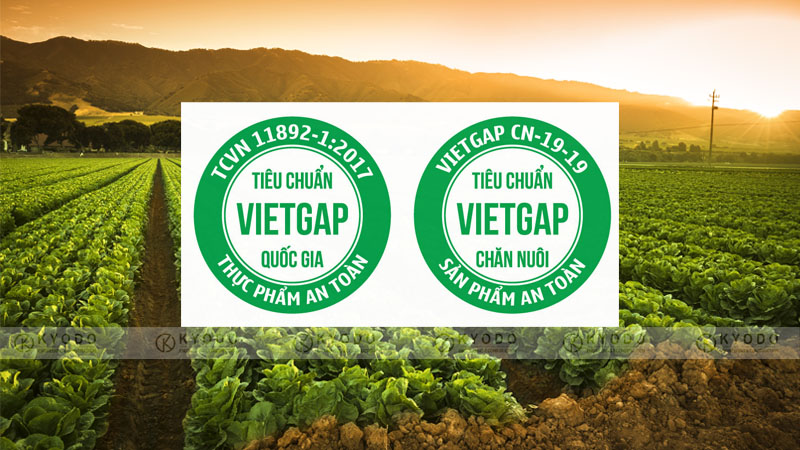 TCVN 11892-1:2017
TIÊU CHUẨN
VIETGAP
QUỐC GIA
THỰC PHẨM AN TOÀN
VIETGAP CN-19-19
TIÊU CHUẨN
VIETGAP
CHĂN NUÔI
SẢN PHẨM AN TOÀN
KYODO KYODO KYODO KYODO KYODO